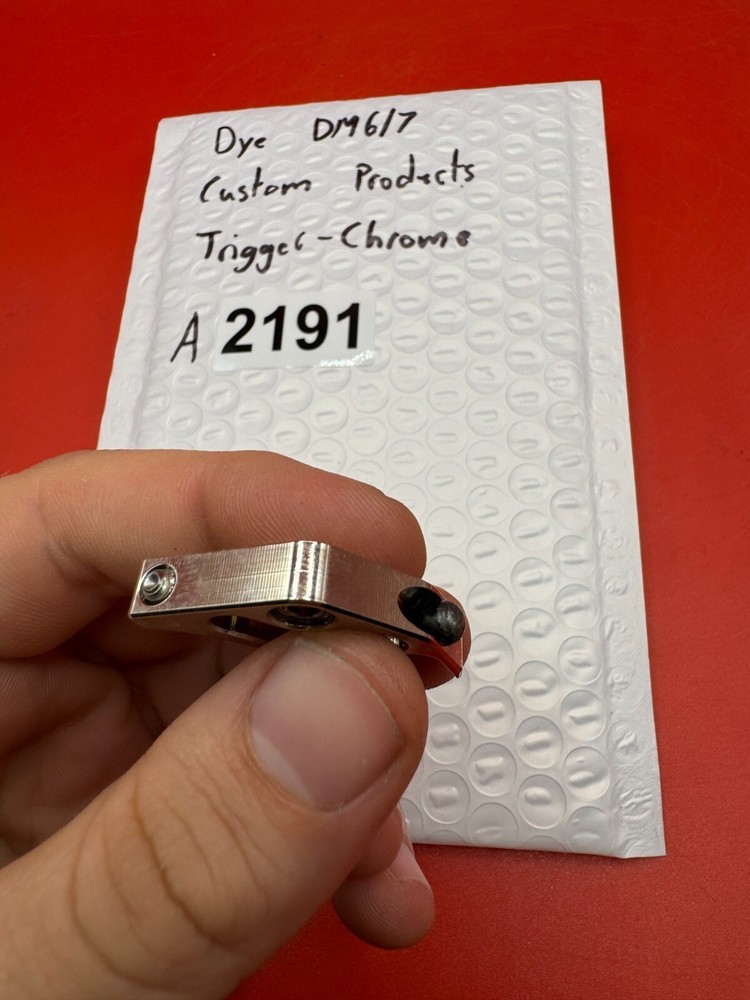 Dye DM6/7
Custom Products
Trigger-Chrome
A 2191